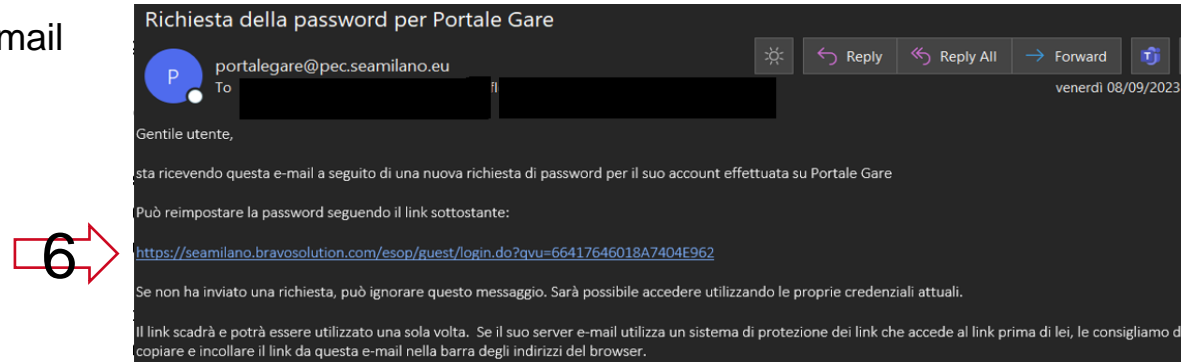 Richiesta della password per Portale Gare
mail
P
portalegare@pec.seamilano.eu
Reply
Reply All
Forward
To
venerdì 08/09/2023
Gentile utente,
sta ricevendo questa e-mail a seguito di una nuova richiesta di password per il suo account effettuata su Portale Gare
Può reimpostare la password seguendo il link sottostante:
6
https://seamilano.bravosolution.com/esop/guest/login.do?qvu=66417646018A7404E962
Se non ha inviato una richiesta, può ignorare questo messaggio. Sarà possibile accedere utilizzando le proprie credenziali attuali.
Il link scadrà e potrà essere utilizzato una sola volta. Se il suo server e-mail utilizza un sistema di protezione dei link che accede al link prima di lei, le consigliamo d
copiare e incollare il link da questa e-mail nella barra degli indirizzi del browser.